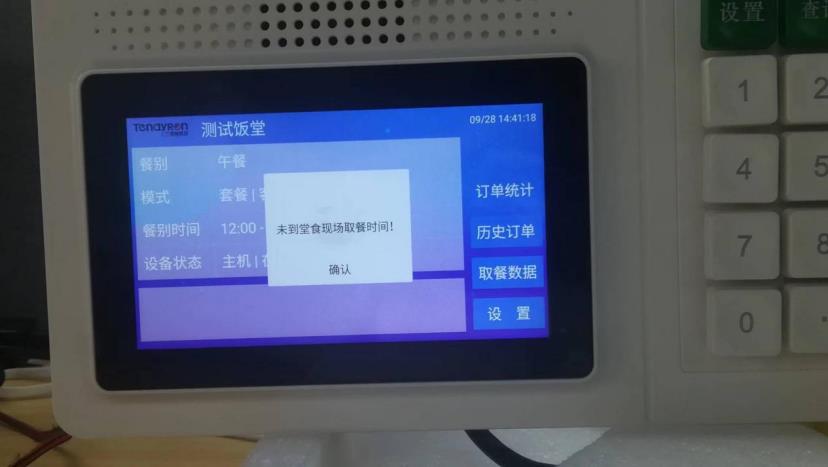 设置
TENDYRON 测试饭堂
09/28 14:41:18
餐别 午餐
模式 套餐 |
餐别时间 12:00 -
设备状态 主机 |
未到堂食现场取餐时间!
确认
订单统计
历史订单
取餐数据
设 置
1 2
4 5
7 8
0 .